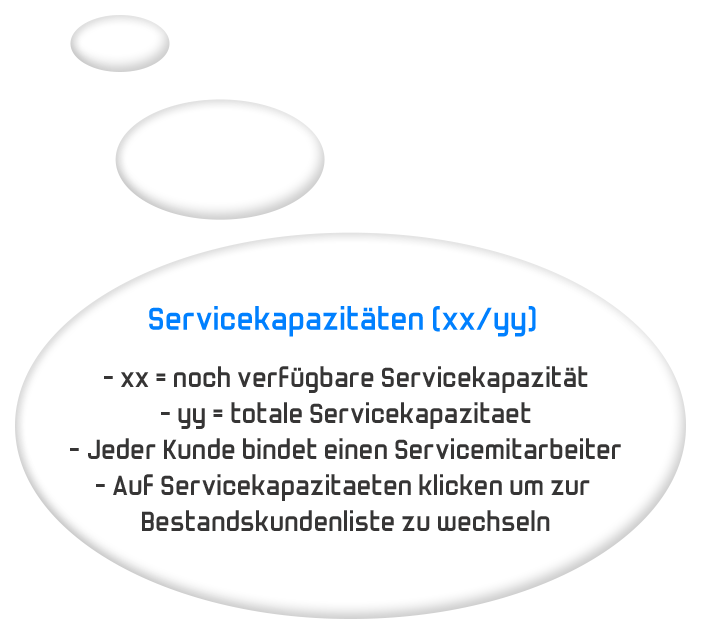 Servicekapazitäten (xx/yy)
- xx = noch verfügbare Servicekapazität
- yy = totale Servicekapazitaet
- Jeder Kunde bindet einen Servicemitarbeiter
- Auf Servicekapazitaeten klicken um zur
Bestandskundenliste zu wechseln